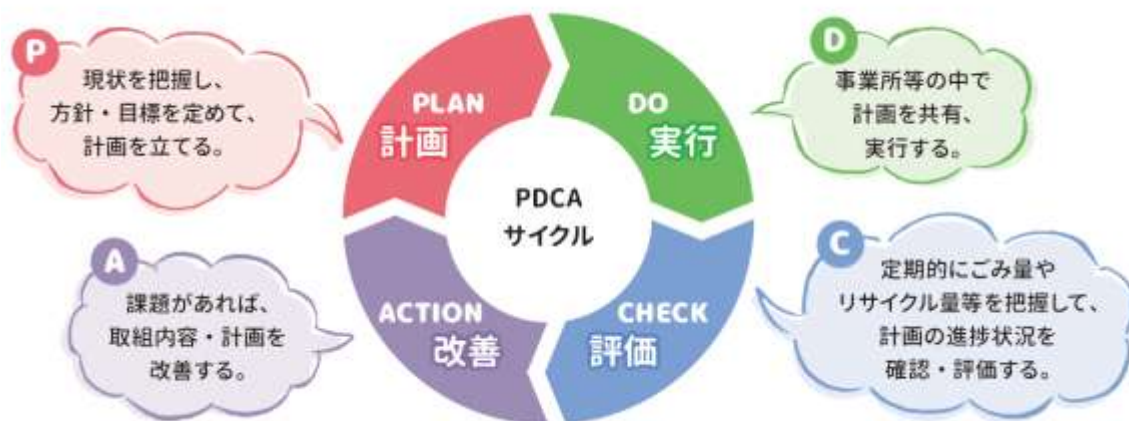 P
現状を把握し、
方針・目標を定めて、
計画を立てる。
PLAN
計画
DO
実行
D
事業所等の中で
計画を共有、
実行する。
PDCA
サイクル
A
課題があれば、
取組内容・計画を
改善する。
ACTION
改善
CHECK
評価
C
定期的にごみ量や
リサイクル量等を把握して、
計画の進捗状況を
確認・評価する。